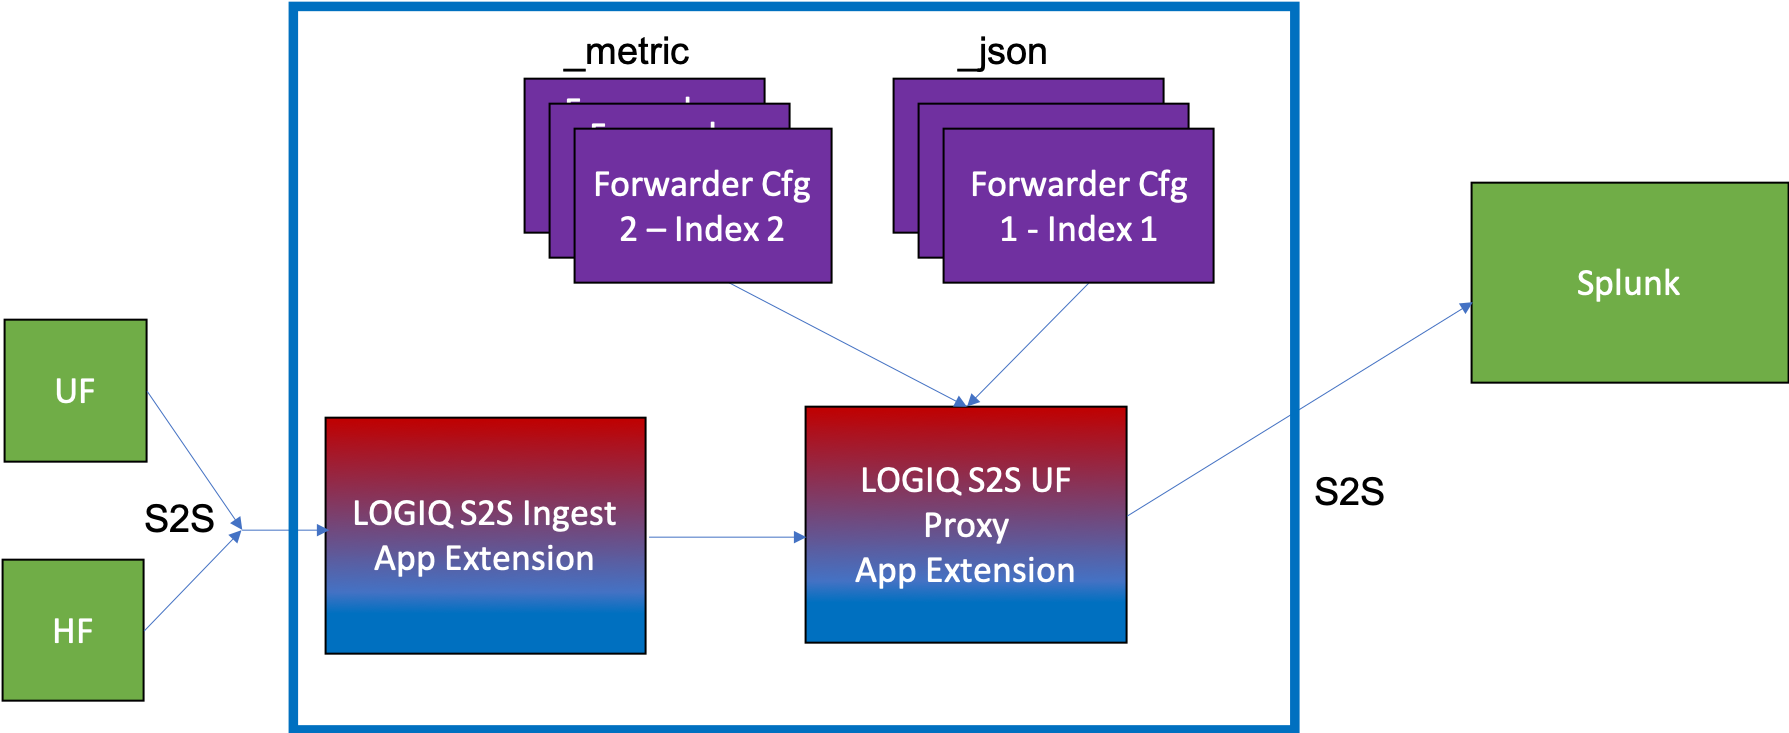 _metric
_json
Forwarder Cfg
2 – Index 2
Forwarder Cfg
1 - Index 1
Splunk
UF
S2S
HF
LOGIQ S2S Ingest
App Extension
LOGIQ S2S UF
Proxy
App Extension
S2S